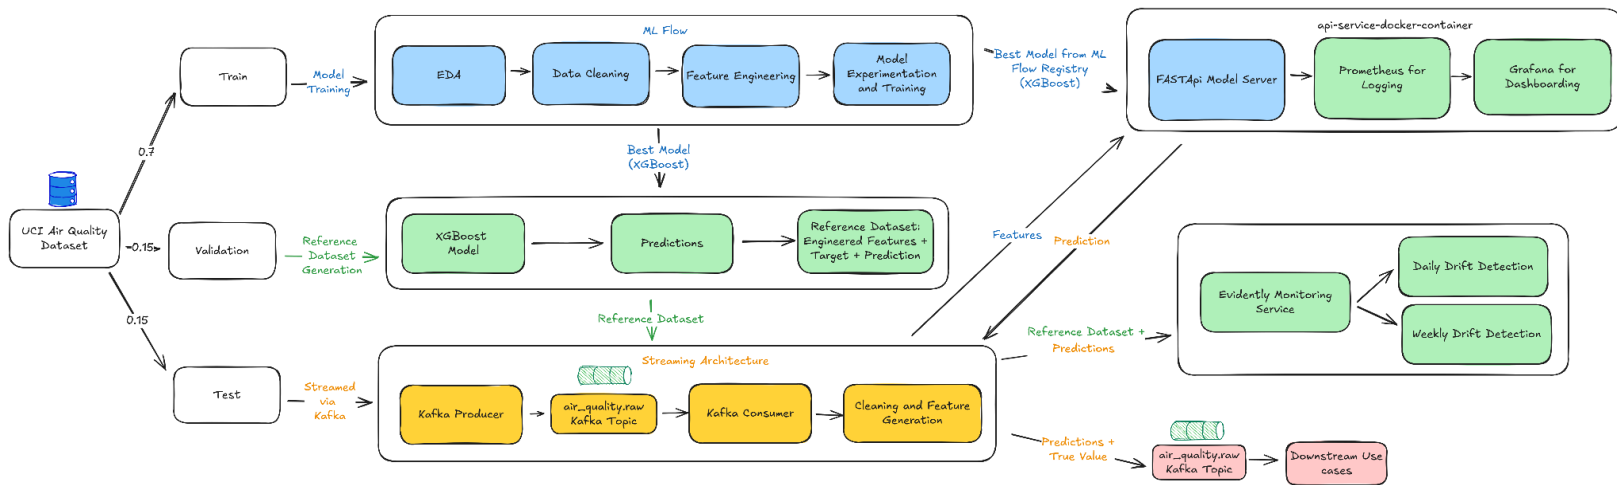 UCI Air Quality
Dataset
0.7
0.15
0.15
Train
Validation
Test
Model
Training
Reference
Dataset
Generation
Streamed
via
Kafka
ML Flow
EDA
Data Cleaning
Feature Engineering
Model
Experimentation
and Training
Best Model from ML
Flow Registry
(XGBoost)
api-service-docker-container
FASTApi Model Server
Prometheus for
Logging
Grafana for
Dashboarding
Best Model
(XGBoost)
XGBoost
Model
Predictions
Reference Dataset:
Engineered Features +
Target + Prediction
Features
Prediction
Reference Dataset
Streaming Architecture
Kafka Producer
air_quality.raw
Kafka Topic
Kafka Consumer
Cleaning and Feature
Generation
Reference Dataset +
Predictions
Evidently Monitoring
Service
Daily Drift Detection
Weekly Drift Detection
Predictions +
True Value
air_quality.raw
Kafka Topic
Downstream Use
cases